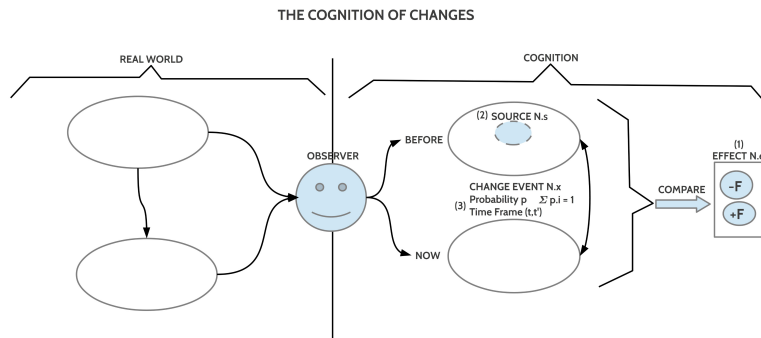 THE COGNITION OF CHANGES
REAL WORLD
COGNITION
(2) SOURCE N.s
(1)
BEFORE
EFFECT N.
OBSERVER
CHANGE EVENT N.x
COMPARE
-F
(3) Probability p Σ p.i = 1
Time Frame (t,t')
+F
NOW